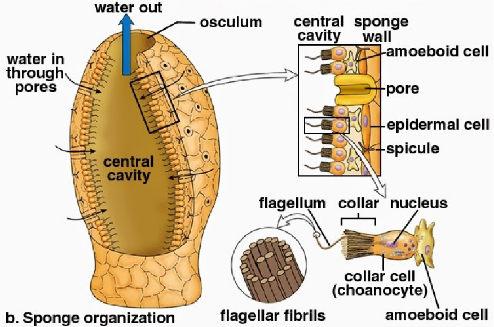 water out
osculum
water in
through
pores
central
cavity
central
cavity
sponge
wall
amoeboid cell
pore
epidermal cell
spicule
flagellum
collar
nucleus
collar cell
(choanocyte)
flagellar fibrils
amoeboid cell
b. Sponge organization